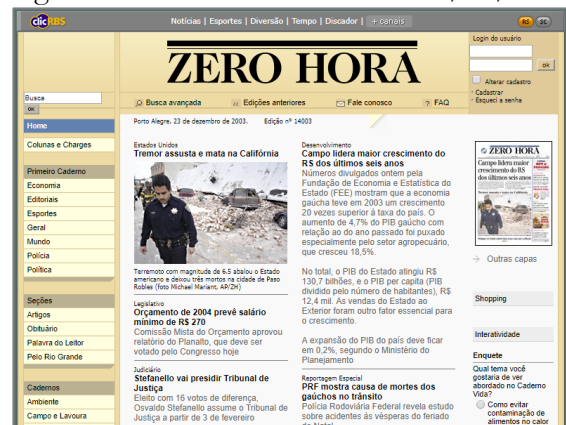 clicRBS
Notícias | Esportes | Diversão | Tempo | Discador | + canais
RS SC
ZERO HORA
Login do usuário
ok
Alterar cadastro
Cadastrar
Esqueci a senha
Busca
ok
Busca avançada
Edições anteriores
Fale conosco
? FAQ
Home
Colunas e Charges
Primeiro Caderno
Economia
Editoriais
Esportes
Geral
Mundo
Polícia
Política
Seções
Artigos
Obituário
Palavra do Leitor
Pelo Rio Grande
Cadernos
Ambiente
Campo e Lavoura
Porto Alegre, 23 de dezembro de 2003. Edição nº 14003
Estados Unidos
Tremor assusta e mata na Califórnia
Terremoto com magnitude de 6.5 abalou o Estado
americano e deixou três mortos na cidade de Paso
Robles (foto Michael Mariant, AP/ZH)
Legislativo
Orçamento de 2004 prevê salário
mínimo de R$ 270
Comissão Mista do Orçamento aprovou
relatório do Planalto, que deve ser
votado pelo Congresso hoje
Judiciário
Stefanello vai presidir Tribunal de
Justiça
Eleito com 16 votos de diferença,
Osvaldo Stefanello assume o Tribunal de
Justiça a partir de 3 de fevereiro
Desenvolvimento
Campo lidera maior crescimento do
RS dos últimos seis anos
Números divulgados ontem pela
Fundação de Economia e Estatística do
Estado (FEE) mostram que a economia
gaúcha teve em 2003 um crescimento
20 vezes superior à taxa do país. O
aumento de 4,7% do PIB gaúcho com
relação ao do ano passado foi puxado
especialmente pelo setor agropecuário,
que cresceu 18,5%.
No total, o PIB do Estado atingiu R$
130,7 bilhões, e o PIB per capita (PIB
dividido pelo número de habitantes), R$
12,4 mil. As vendas do Estado ao
Exterior foram outro fator essencial para
o crescimento.
A expansão do PIB do país deve ficar
em 0,2%, segundo o Ministério do
Planejamento
Reportagem Especial
PRF mostra causa de mortes dos
gaúchos no trânsito
Polícia Rodoviária Federal revela estudo
sobre acidentes às vésperas do feriado
de Natal
ZERO HORA
Campo lidera maior
crescimento do RS
dos últimos seis anos
Outras capas
Shopping
Interatividade
Enquete
Qual tema você
gostaria de ver
abordado no Caderno
Vida?
Como evitar
contaminação de
alimentos no calor